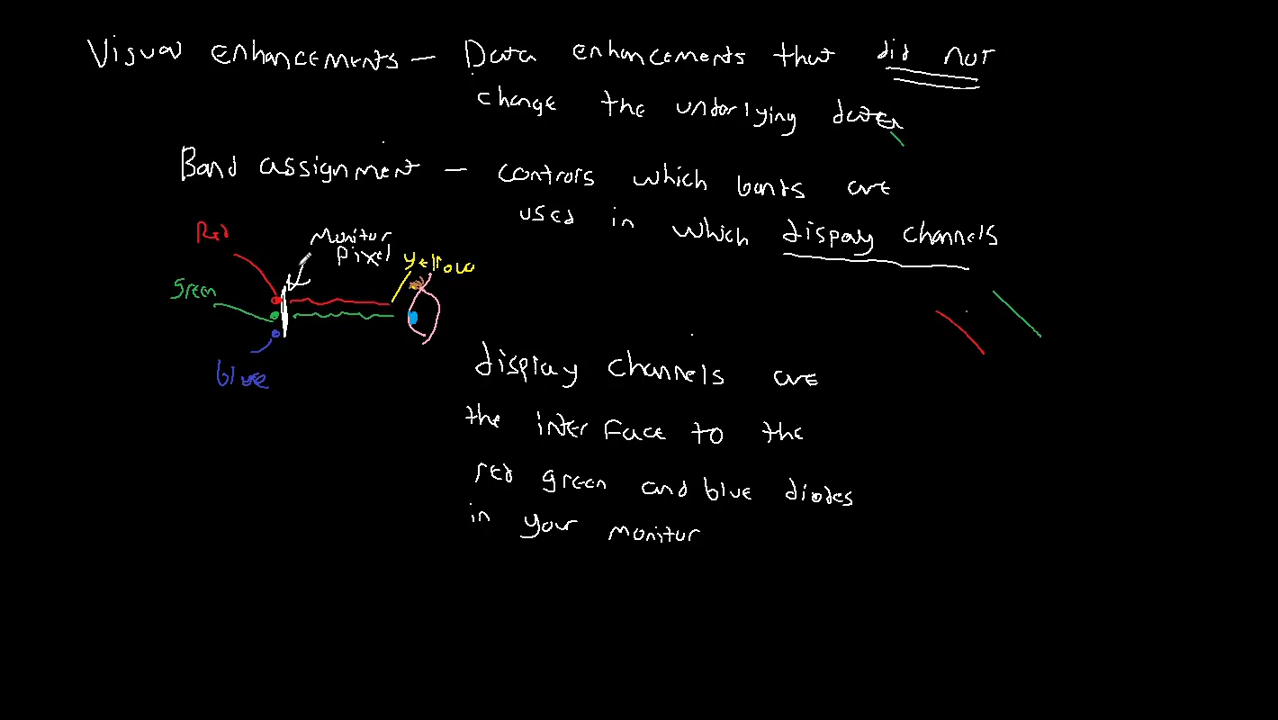 Visual enhancements - Data enhancements that did not
change the underlying data
Band assignment - controls which bands are
used in which dispay channels
Red
Monitor
pixel
yellow
green
blue
display channels are
the interface to the
red green and blue diodes
in your monitor